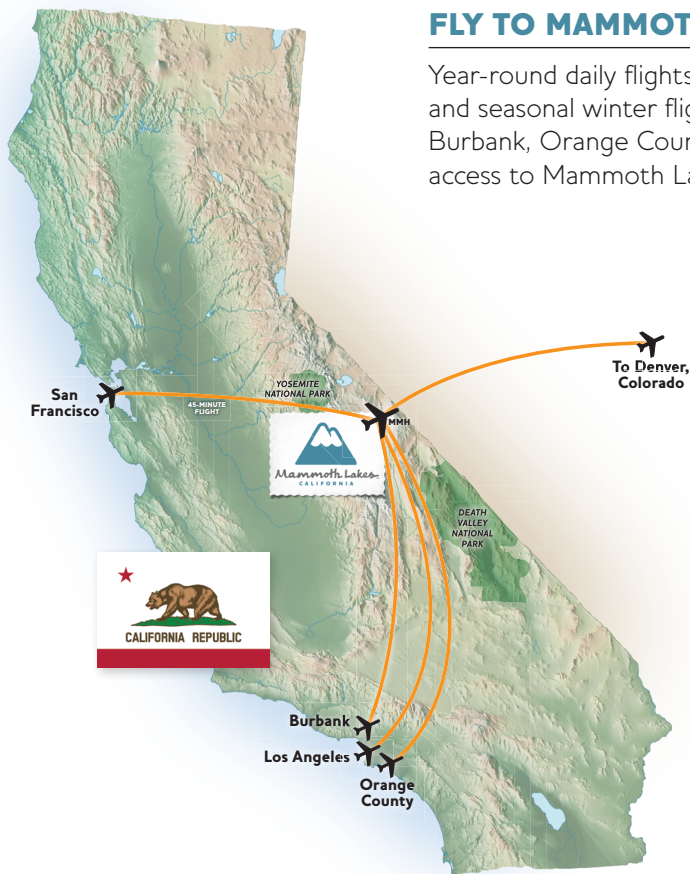 FLY TO MAMMOT
Year-round daily flights
and seasonal winter flig
Burbank, Orange Coun
access to Mammoth La
To Denver,
Colorado
San
Francisco
45-MINUTE
FLIGHT
YOSEMITE
NATIONAL PARK
MMH
Mammoth Lakes
CALIFORNIA
DEATH
VALLEY
NATIONAL
PARK
CALIFORNIA REPUBLIC
Burbank
Los Angeles
Orange
County